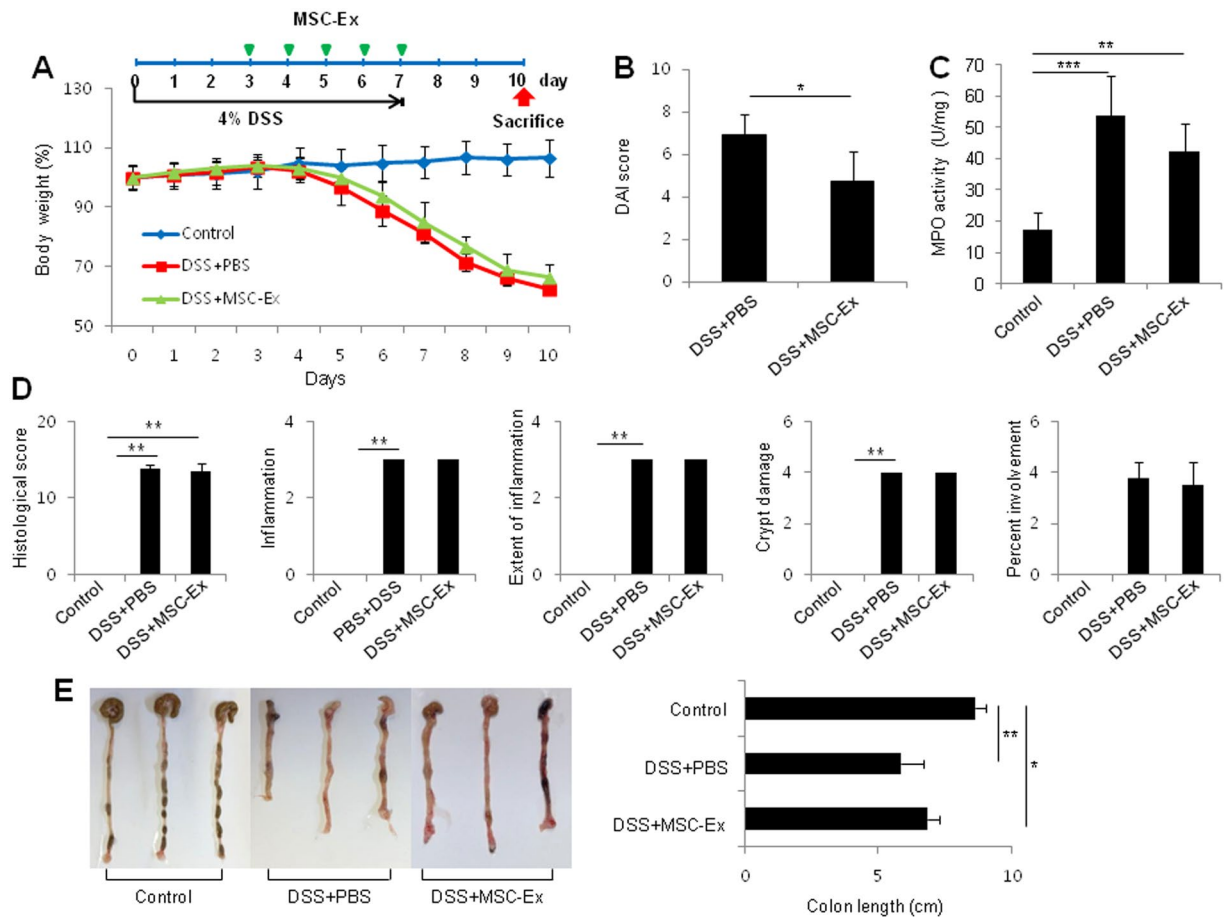 MSC-Ex
A
0 1 2 3 4 5 6 7 8 9 10 day
4% DSS
Sacrifice
130
110
90
70
50
Body weight (%)
Control
DSS+PBS
DSS+MSC-Ex
0 1 2 3 4 5 6 7 8 9 10
Days
B
10
8
6
4
2
0
DAI score
*
DSS+PBS
DSS+MSC-Ex
C
70
60
50
40
30
20
10
0
MPO activity (U/mg)
**
***
Control
DSS+PBS
DSS+MSC-Ex
D
20
10
0
Histological score
**
**
Control
DSS+PBS
DSS+MSC-Ex
4
2
0
Inflammation
**
Control
PBS+DSS
DSS+MSC-Ex
4
2
0
Extent of inflammation
**
Control
DSS+PBS
DSS+MSC-Ex
6
4
2
0
Crypt damage
**
Control
DSS+PBS
DSS+MSC-Ex
6
4
2
0
Percent involvement
Control
DSS+PBS
DSS+MSC-Ex
E
Control
DSS+PBS
DSS+MSC-Ex
Control
DSS+PBS
DSS+MSC-Ex
**
*
0 5 10
Colon length (cm)